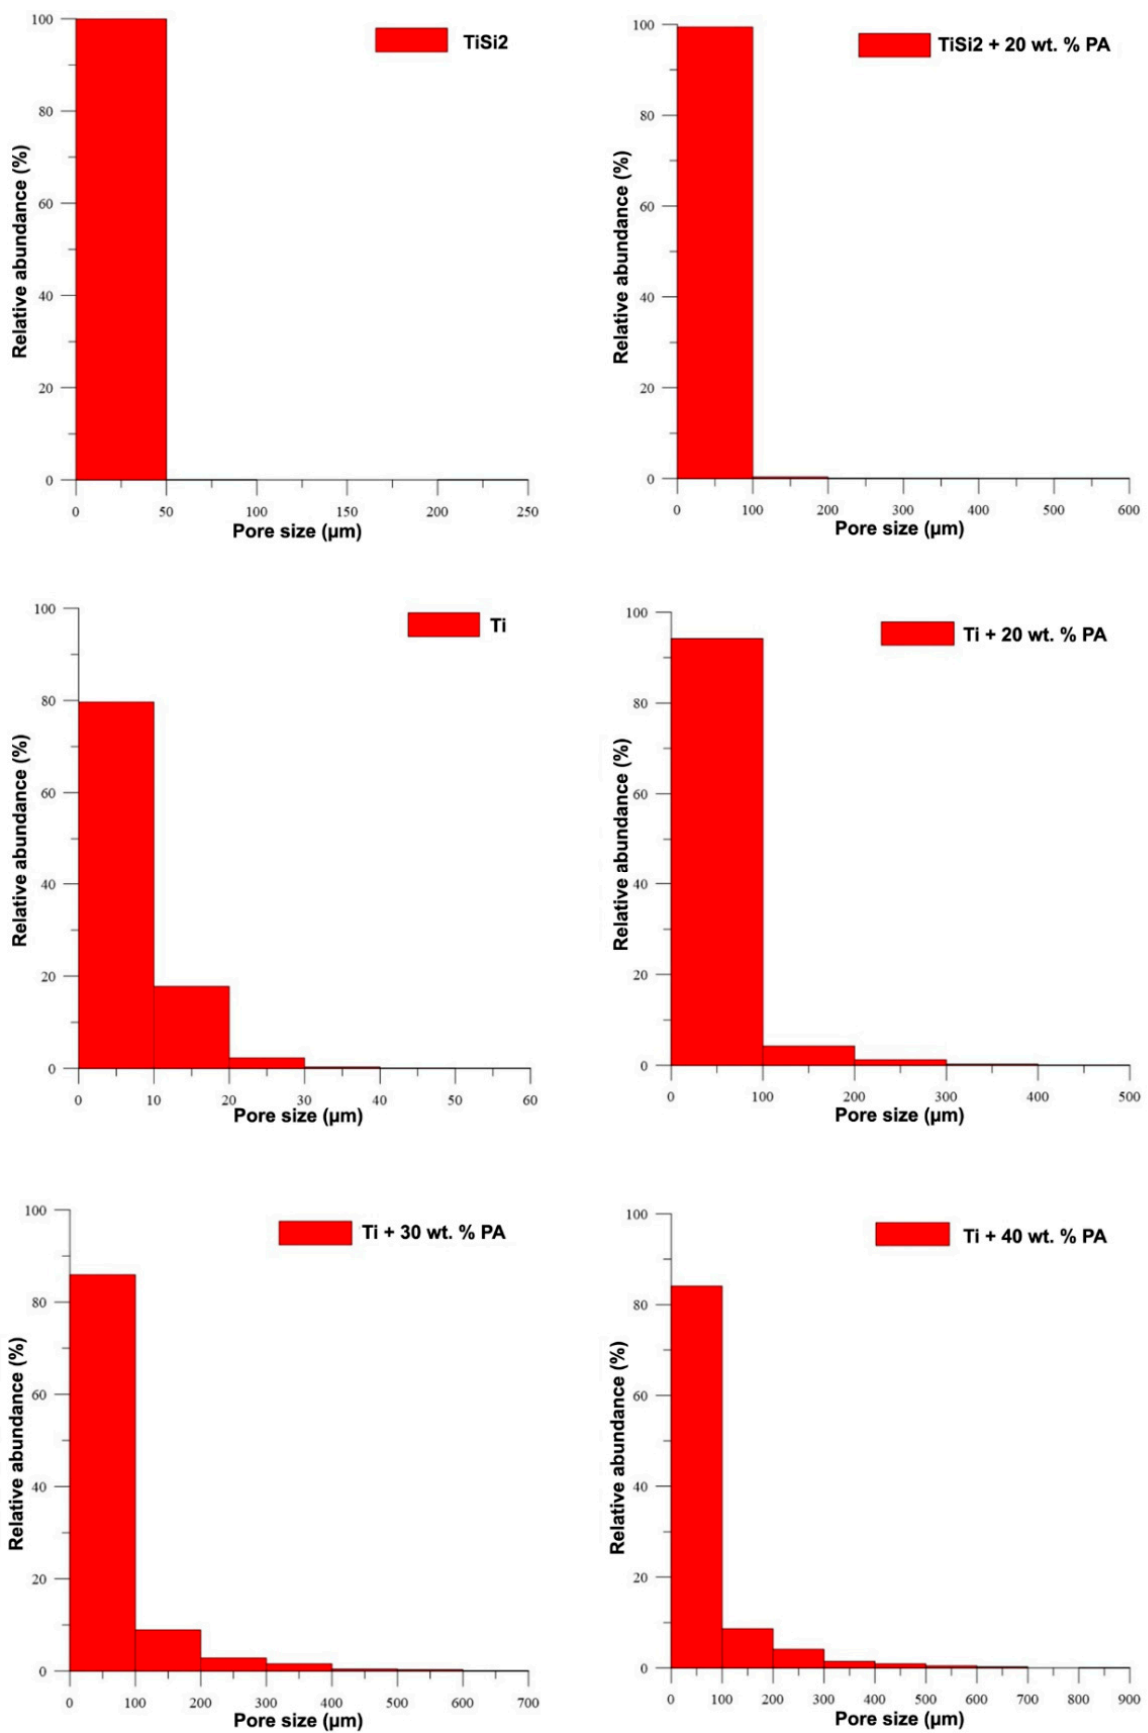 TiSi2
Relative abundance (%)
100
80
60
40
20
0
0 50 100 150 200 250
Pore size (µm)
TiSi2 + 20 wt. % PA
Relative abundance (%)
100
80
60
40
20
0
0 100 200 300 400 500 600
Pore size (µm)
Ti
Relative abundance (%)
100
80
60
40
20
0
0 10 20 30 40 50 60
Pore size (µm)
Ti + 20 wt. % PA
Relative abundance (%)
100
80
60
40
20
0
0 100 200 300 400 500
Pore size (µm)
Ti + 30 wt. % PA
Relative abundance (%)
100
80
60
40
20
0
0 100 200 300 400 500 600 700
Pore size (µm)
Ti + 40 wt. % PA
Relative abundance (%)
100
80
60
40
20
0
0 100 200 300 400 500 600 700 800 900
Pore size (µm)